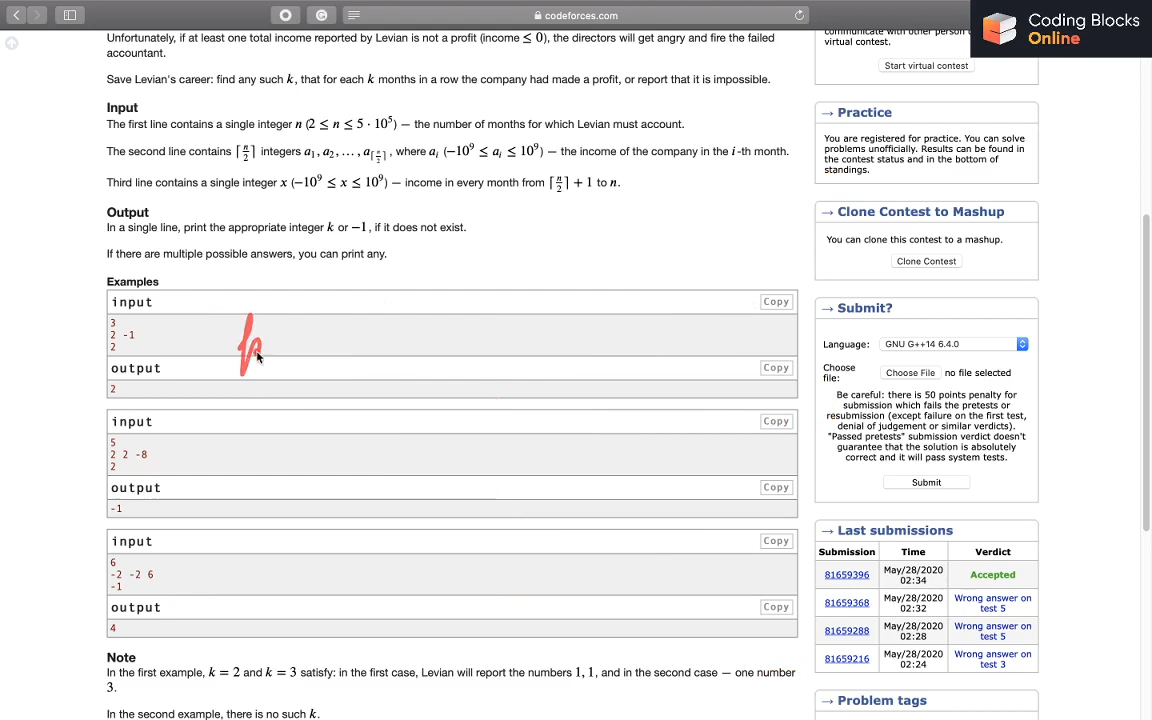 codeforces.com
Coding Blocks
Online
Unfortunately, if at least one total income reported by Levian is not a profit (income ≤ 0), the directors will get angry and fire the failed
accountant.
Save Levian's career: find any such k, that for each k months in a row the company had made a profit, or report that it is impossible.
Input
The first line contains a single integer n (2 ≤ n ≤ 5 · 10⁵) — the number of months for which Levian must account.
The second line contains ⌈n/2⌉ integers a₁, a₂, … , a⌈n/2⌉, where aᵢ (−10⁹ ≤ aᵢ ≤ 10⁹) — the income of the company in the i-th month.
Third line contains a single integer x (−10⁹ ≤ x ≤ 10⁹) — income in every month from ⌈n/2⌉ + 1 to n.
Output
In a single line, print the appropriate integer k or −1, if it does not exist.
If there are multiple possible answers, you can print any.
Examples
input
Copy
3
2 -1
2
output
Copy
2
input
Copy
5
2 2 -8
2
output
Copy
-1
input
Copy
6
-2 -2 6
-1
output
Copy
4
Note
In the first example, k = 2 and k = 3 satisfy: in the first case, Levian will report the numbers 1, 1, and in the second case — one number
3.
In the second example, there is no such k.
communicate with other person
virtual contest.
Start virtual contest
→ Practice
You are registered for practice. You can solve
problems unofficially. Results can be found in
the contest status and in the bottom of
standings.
→ Clone Contest to Mashup
You can clone this contest to a mashup.
Clone Contest
→ Submit?
Language:
GNU G++14 6.4.0
Choose
file:
Choose File
no file selected
Be careful: there is 50 points penalty for
submission which fails the pretests or
resubmission (except failure on the first test,
denial of judgement or similar verdicts).
"Passed pretests" submission verdict doesn't
guarantee that the solution is absolutely
correct and it will pass system tests.
Submit
→ Last submissions
Submission Time Verdict
81659396 May/28/2020 02:34 Accepted
81659368 May/28/2020 02:32 Wrong answer on test 5
81659288 May/28/2020 02:28 Wrong answer on test 5
81659216 May/28/2020 02:24 Wrong answer on test 3
→ Problem tags